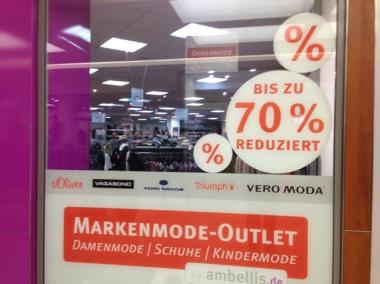 DAMENMODE
%
BIS ZU
70%
REDUZIERT
%
s.Oliver VAGABOND TOM TAILOR Triumph VERO MODA
MARKENMODE-OUTLET
DAMENMODE | SCHUHE | KINDERMODE
by ambellis.de